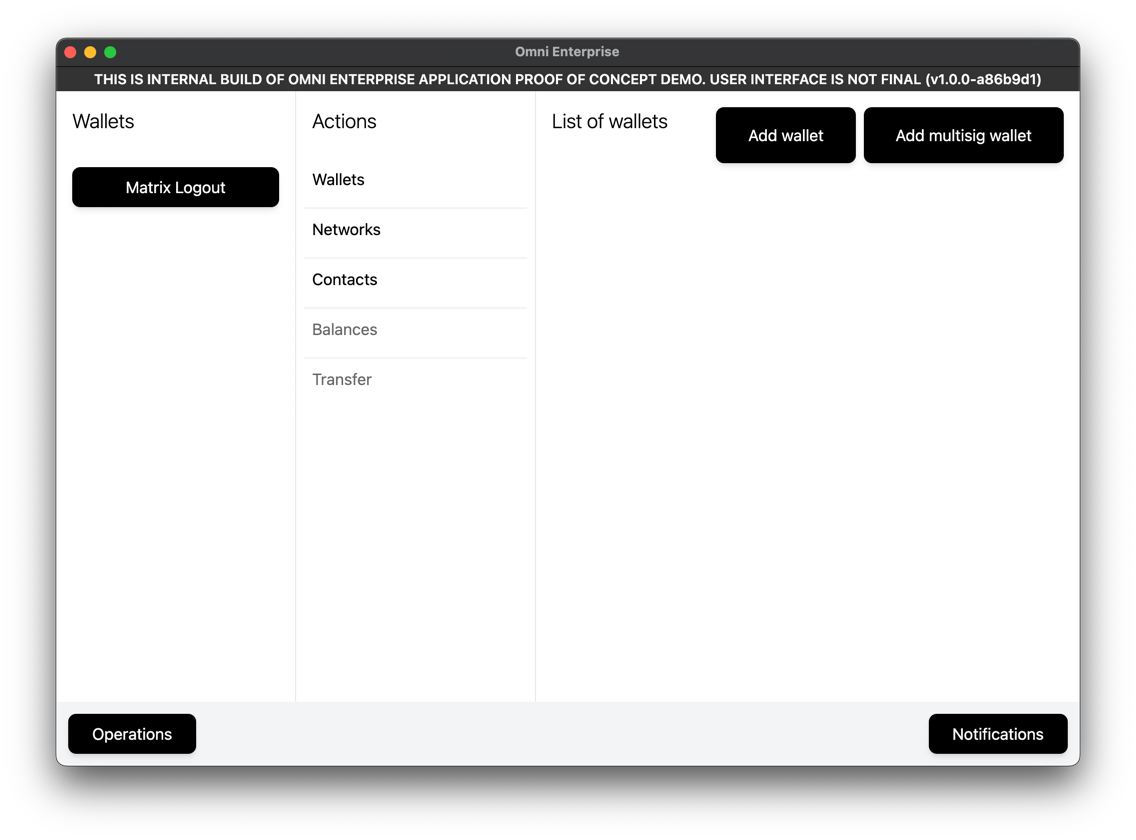 Omni Enterprise
THIS IS INTERNAL BUILD OF OMNI ENTERPRISE APPLICATION PROOF OF CONCEPT DEMO. USER INTERFACE IS NOT FINAL (v1.0.0-a86b9d1)
Wallets
Matrix Logout
Actions
Wallets
Networks
Contacts
Balances
Transfer
List of wallets
Add wallet
Add multisig wallet
Operations
Notifications